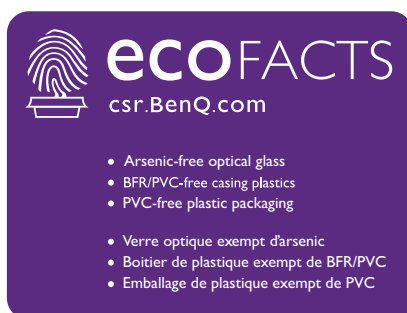 ecoFACTS
csr.BenQ.com
• Arsenic-free optical glass
• BFR/PVC-free casing plastics
• PVC-free plastic packaging
• Verre optique exempt d'arsenic
• Boitier de plastique exempt de BFR/PVC
• Emballage de plastique exempt de PVC